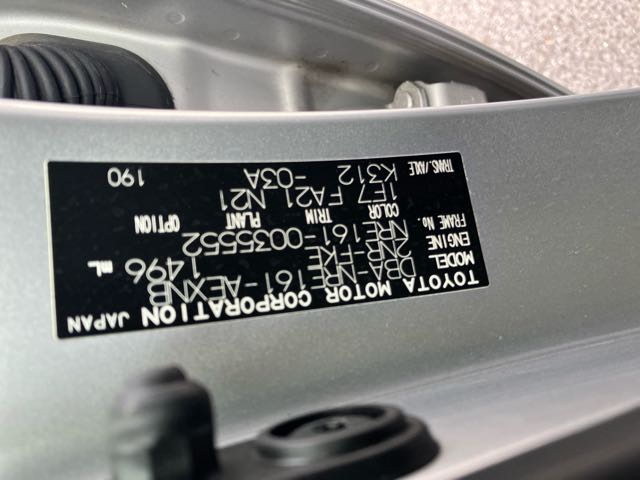 TOYOTA MOTOR CORPORATION JAPAN
MODEL DBA-NRE161-AEXNB
ENGINE 2NR-FKE 1496 mL
FRAME No. NRE161-0035552
COLOR TRIM PLANT OPTION
1E7 FA21 N21
TRANS./AXLE K312 -03A
190